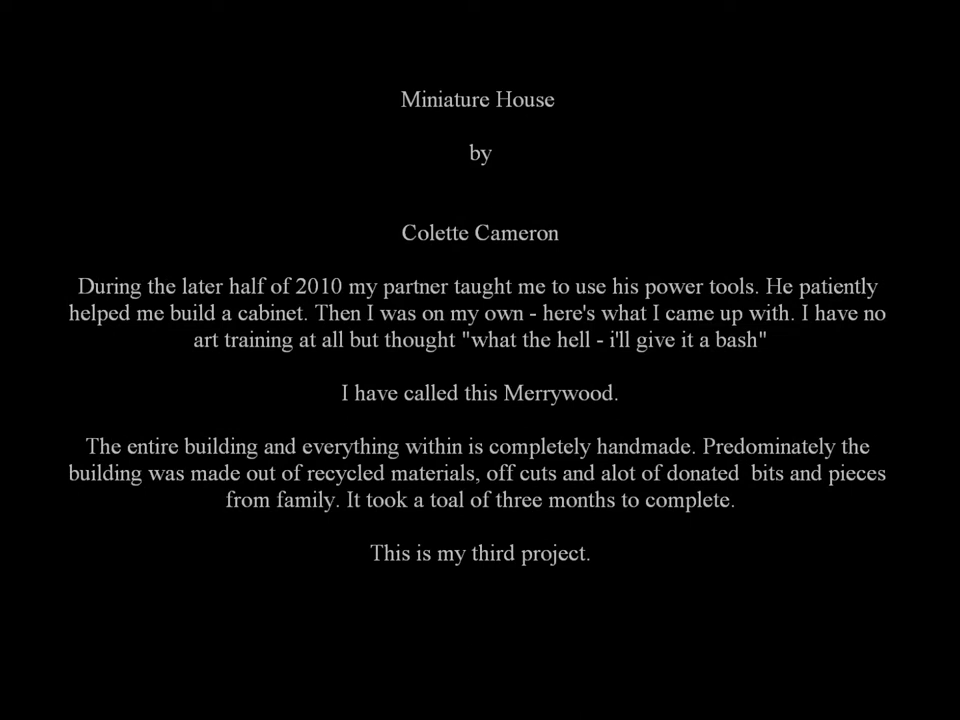 Miniature House
by
Colette Cameron
During the later half of 2010 my partner taught me to use his power tools. He patiently
helped me build a cabinet. Then I was on my own - here's what I came up with. I have no
art training at all but thought "what the hell - i'll give it a bash"
I have called this Merrywood.
The entire building and everything within is completely handmade. Predominately the
building was made out of recycled materials, off cuts and alot of donated  bits and pieces
from family. It took a toal of three months to complete.
This is my third project.